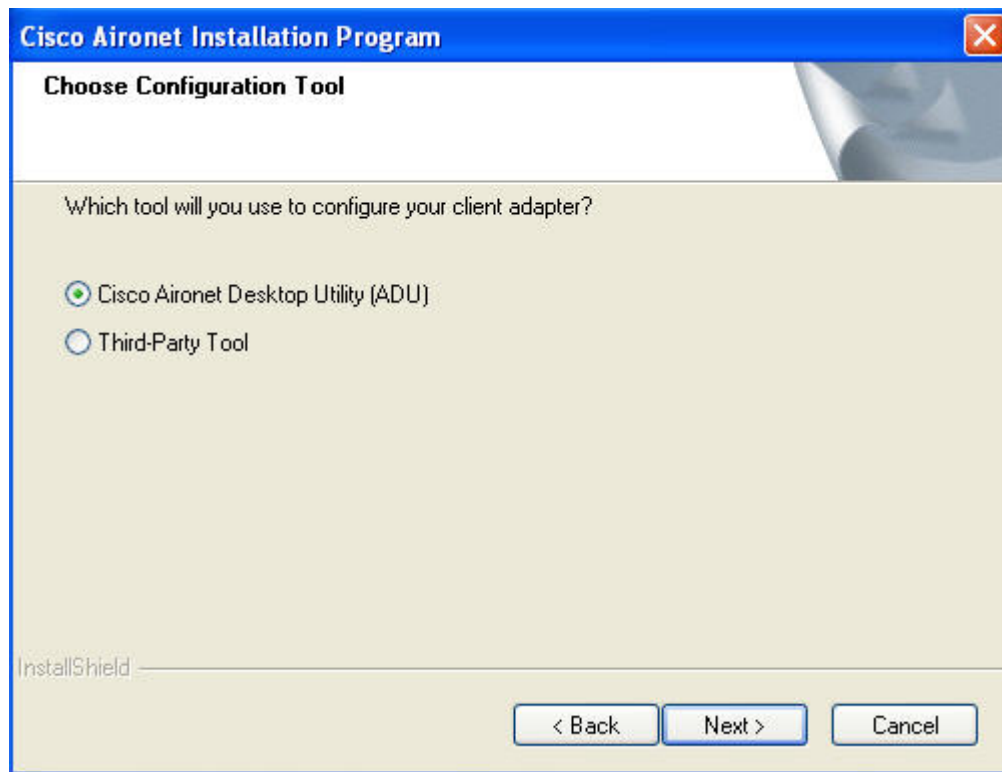 Cisco Aironet Installation Program
Choose Configuration Tool
Which tool will you use to configure your client adapter?
Cisco Aironet Desktop Utility (ADU)
Third-Party Tool
InstallShield
< Back Next > Cancel